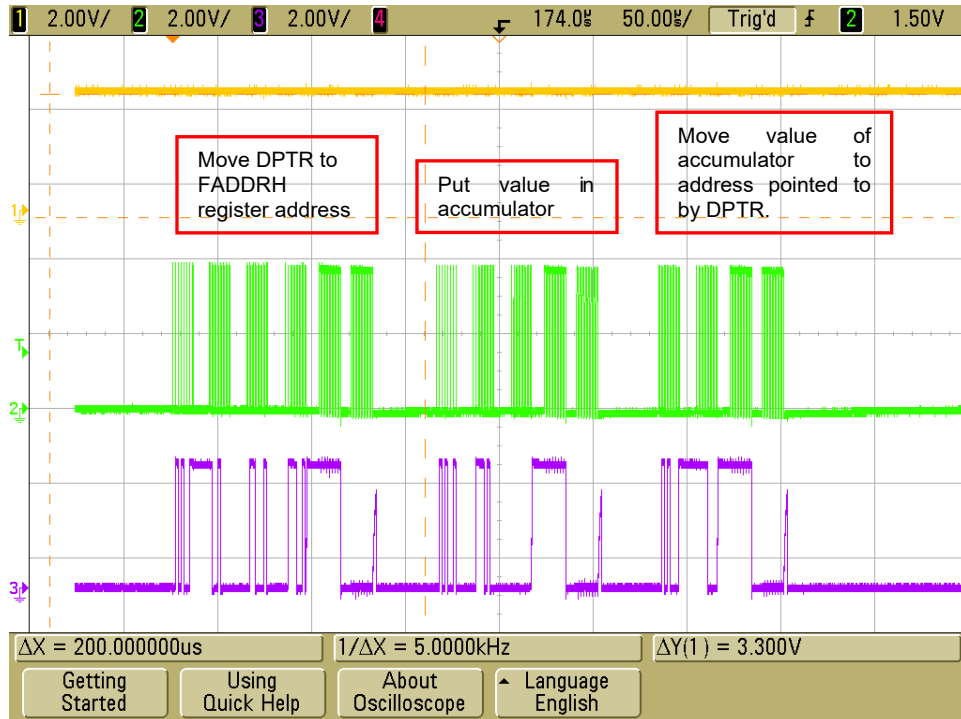 1 2.00V/ 2 2.00V/ 3 2.00V/ 4 174.0µs 50.00µs/ Trig'd 2 1.50V
Move DPTR to
FADDRH
register address
Put value in
accumulator
Move value of
accumulator to
address pointed to
by DPTR.
1
T
2
3
ΔX = 200.000000us 1/ΔX = 5.0000kHz ΔY(1) = 3.300V
Getting
Started
Using
Quick Help
About
Oscilloscope
Language
English